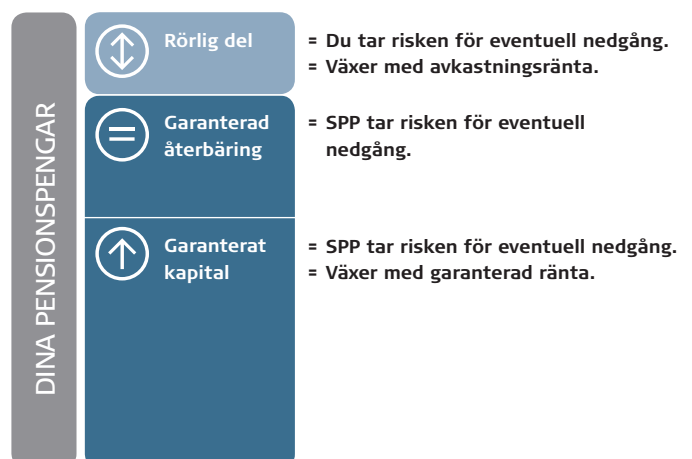 DINA PENSIONSPENGAR
Rörlig del
= Du tar risken för eventuell nedgång.
= Växer med avkastningsränta.
Garanterad
återbäring
= SPP tar risken för eventuell
nedgång.
Garanterat
kapital
= SPP tar risken för eventuell nedgång.
= Växer med garanterad ränta.